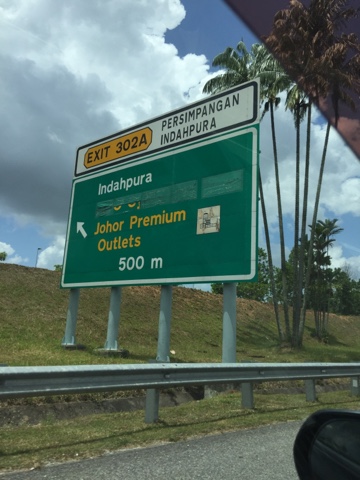 EXIT 302A
PERSIMPANGAN
INDAHPURA
Indahpura
Johor Premium
Outlets
500 m